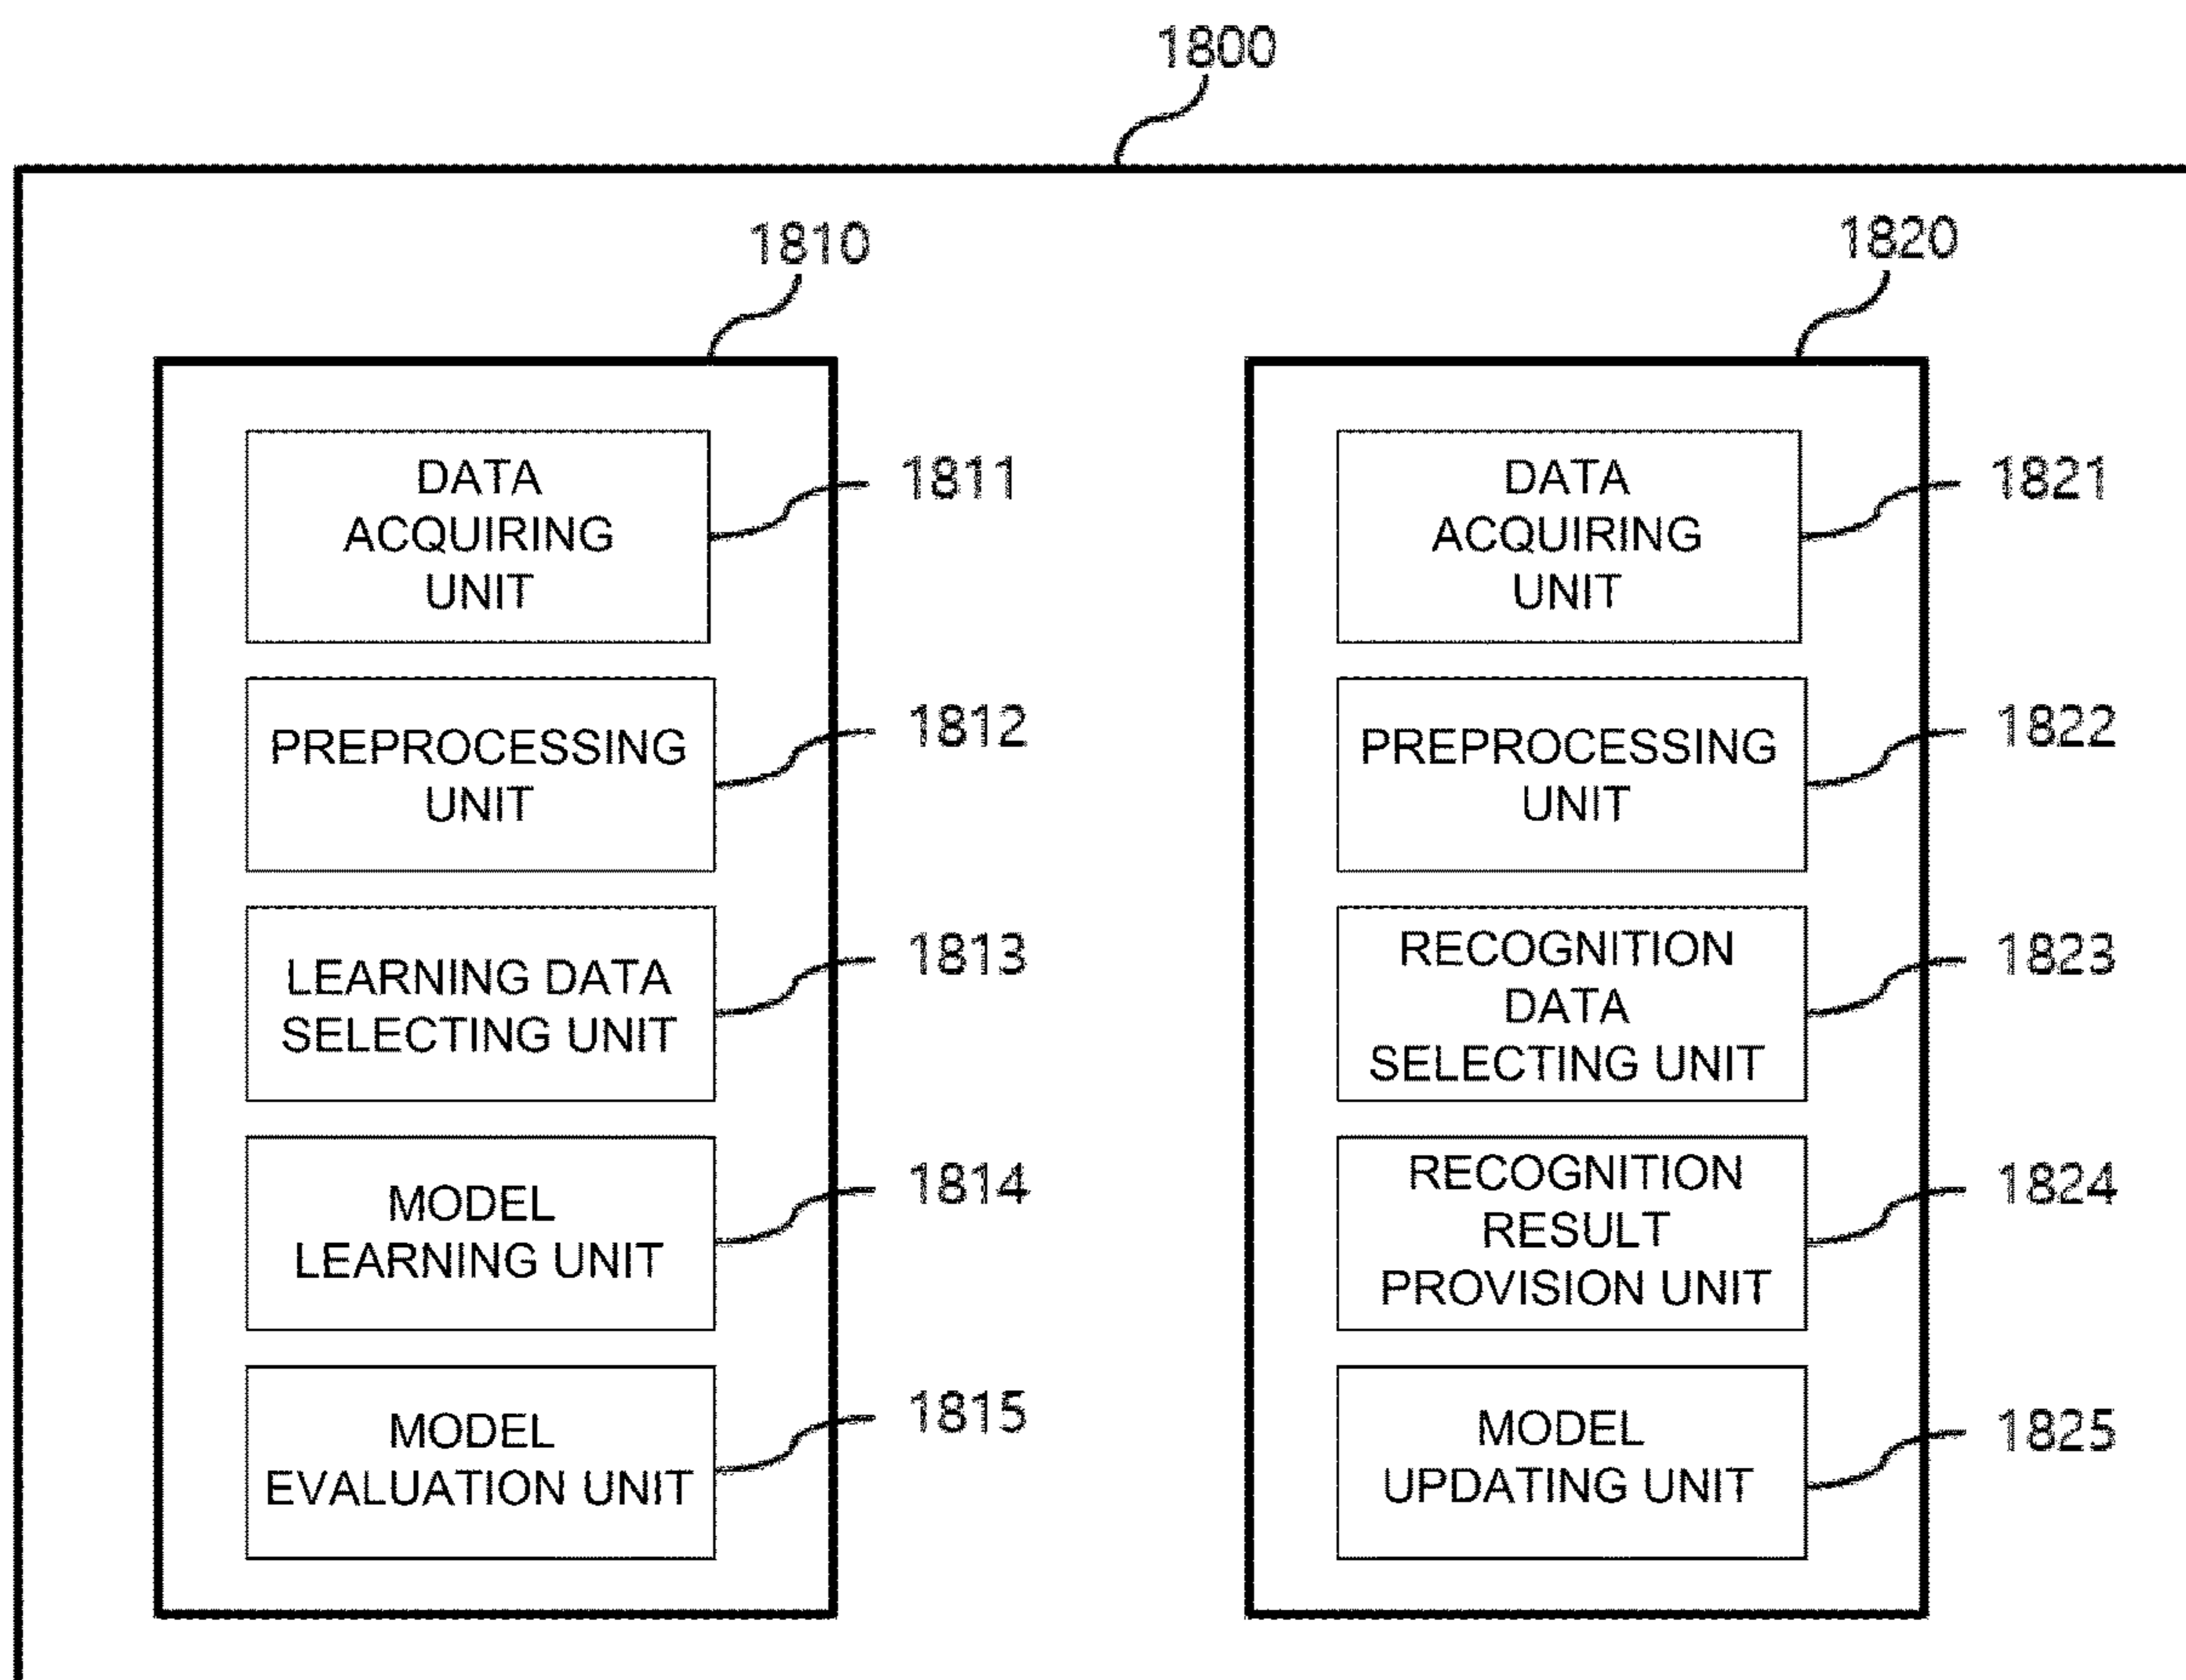 1800
1810
DATA
ACQUIRING
UNIT
1811
PREPROCESSING
UNIT
1812
LEARNING DATA
SELECTING UNIT
1813
MODEL
LEARNING UNIT
1814
MODEL
EVALUATION UNIT
1815
1820
DATA
ACQUIRING
UNIT
1821
PREPROCESSING
UNIT
1822
RECOGNITION
DATA
SELECTING UNIT
1823
RECOGNITION
RESULT
PROVISION UNIT
1824
MODEL
UPDATING UNIT
1825